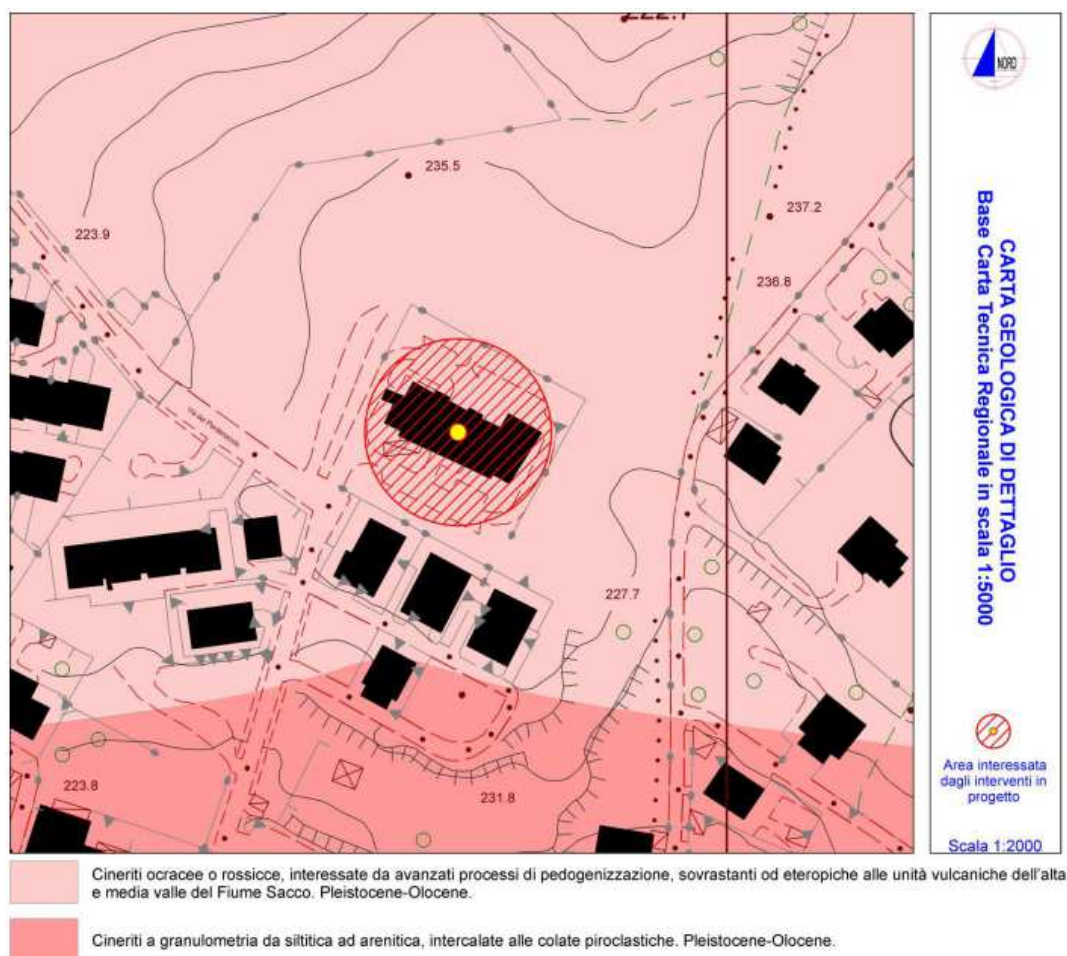 222.1
235.5
223.9
237.2
236.8
227.7
223.8
231.8
NORD
CARTA GEOLOGICA DI DETTAGLIO
Base Carta Tecnica Regionale in scala 1:5000
Area interessata
dagli interventi in
progetto
Scala 1:2000
Cineriti ocracee o rossicce, interessate da avanzati processi di pedogenizzazione, sovrastanti od eteropiche alle unità vulcaniche dell'alta
e media valle del Fiume Sacco. Pleistocene-Olocene.
Cineriti a granulometria da siltitica ad arenitica, intercalate alle colate piroclastiche. Pleistocene-Olocene.